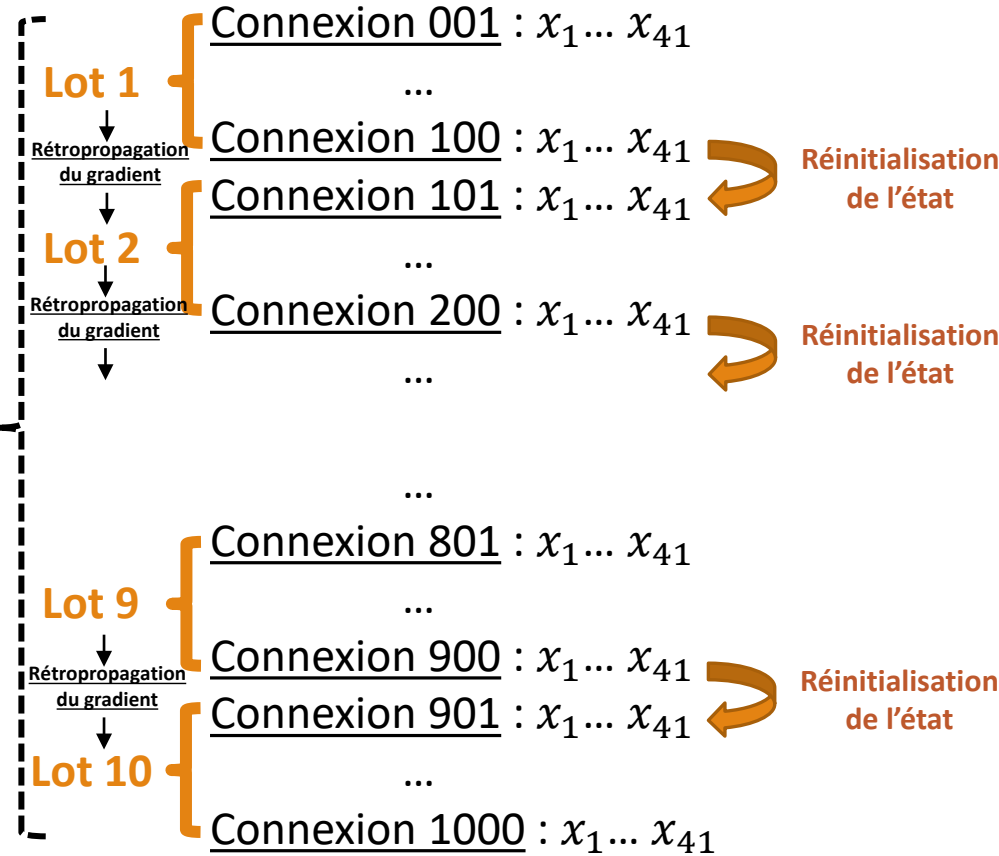 Connexion 001 : x₁... x₄₁
Lot 1
...
Connexion 100 : x₁... x₄₁
Rétropropagation
du gradient
Réinitialisation
de l'état
Connexion 101 : x₁... x₄₁
Lot 2
...
Connexion 200 : x₁... x₄₁
Rétropropagation
du gradient
Réinitialisation
de l'état
...
...
Connexion 801 : x₁... x₄₁
Lot 9
...
Connexion 900 : x₁... x₄₁
Rétropropagation
du gradient
Réinitialisation
de l'état
Connexion 901 : x₁... x₄₁
Lot 10
...
Connexion 1000 : x₁... x₄₁